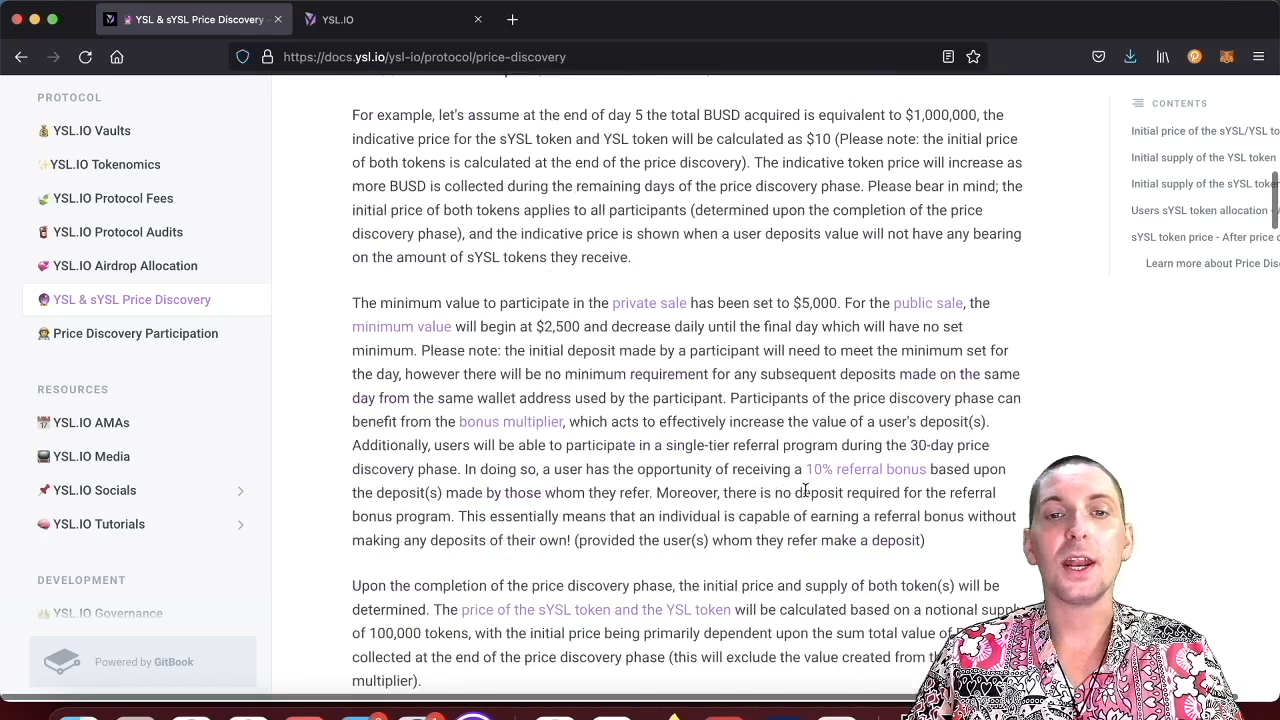 YSL & sYSL Price Discovery
YSL.IO
https://docs.ysl.io/ysl-io/protocol/price-discovery
PROTOCOL
YSL.IO Vaults
YSL.IO Tokenomics
YSL.IO Protocol Fees
YSL.IO Protocol Audits
YSL.IO Airdrop Allocation
YSL & sYSL Price Discovery
Price Discovery Participation
RESOURCES
YSL.IO AMAs
YSL.IO Media
YSL.IO Socials
YSL.IO Tutorials
DEVELOPMENT
YSL.IO Governance
Powered by GitBook
For example, let's assume at the end of day 5 the total BUSD acquired is equivalent to $1,000,000, the
indicative price for the sYSL token and YSL token will be calculated as $10 (Please note: the initial price
of both tokens is calculated at the end of the price discovery). The indicative token price will increase as
more BUSD is collected during the remaining days of the price discovery phase. Please bear in mind; the
initial price of both tokens applies to all participants (determined upon the completion of the price
discovery phase), and the indicative price is shown when a user deposits value will not have any bearing
on the amount of sYSL tokens they receive.
The minimum value to participate in the private sale has been set to $5,000. For the public sale, the
minimum value will begin at $2,500 and decrease daily until the final day which will have no set
minimum. Please note: the initial deposit made by a participant will need to meet the minimum set for
the day, however there will be no minimum requirement for any subsequent deposits made on the same
day from the same wallet address used by the participant. Participants of the price discovery phase can
benefit from the bonus multiplier, which acts to effectively increase the value of a user's deposit(s).
Additionally, users will be able to participate in a single-tier referral program during the 30-day price
discovery phase. In doing so, a user has the opportunity of receiving a 10% referral bonus based upon
the deposit(s) made by those whom they refer. Moreover, there is no deposit required for the referral
bonus program. This essentially means that an individual is capable of earning a referral bonus without
making any deposits of their own! (provided the user(s) whom they refer make a deposit)
Upon the completion of the price discovery phase, the initial price and supply of both token(s) will be
determined. The price of the sYSL token and the YSL token will be calculated based on a notional supply
of 100,000 tokens, with the initial price being primarily dependent upon the sum total value of
collected at the end of the price discovery phase (this will exclude the value created from
multiplier).
CONTENTS
Initial price of the sYSL/YSL to
Initial supply of the YSL token
Initial supply of the sYSL token
Users sYSL token allocation
sYSL token price - After price
Learn more about Price Dis